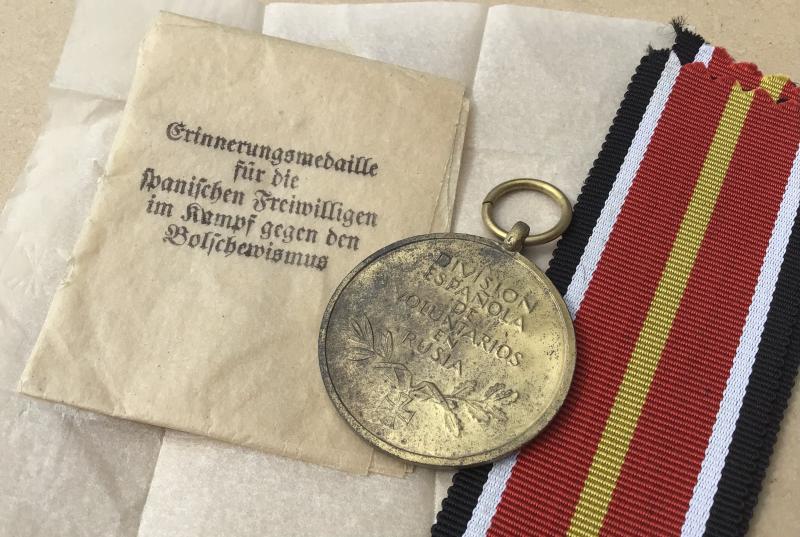 Erinnerungsmedaille
für die
spanischen Freiwilligen
im Kampf gegen den
Bolschewismus
DIVISION
ESPAÑOLA
DE
VOLUNTARIOS
EN
RUSIA